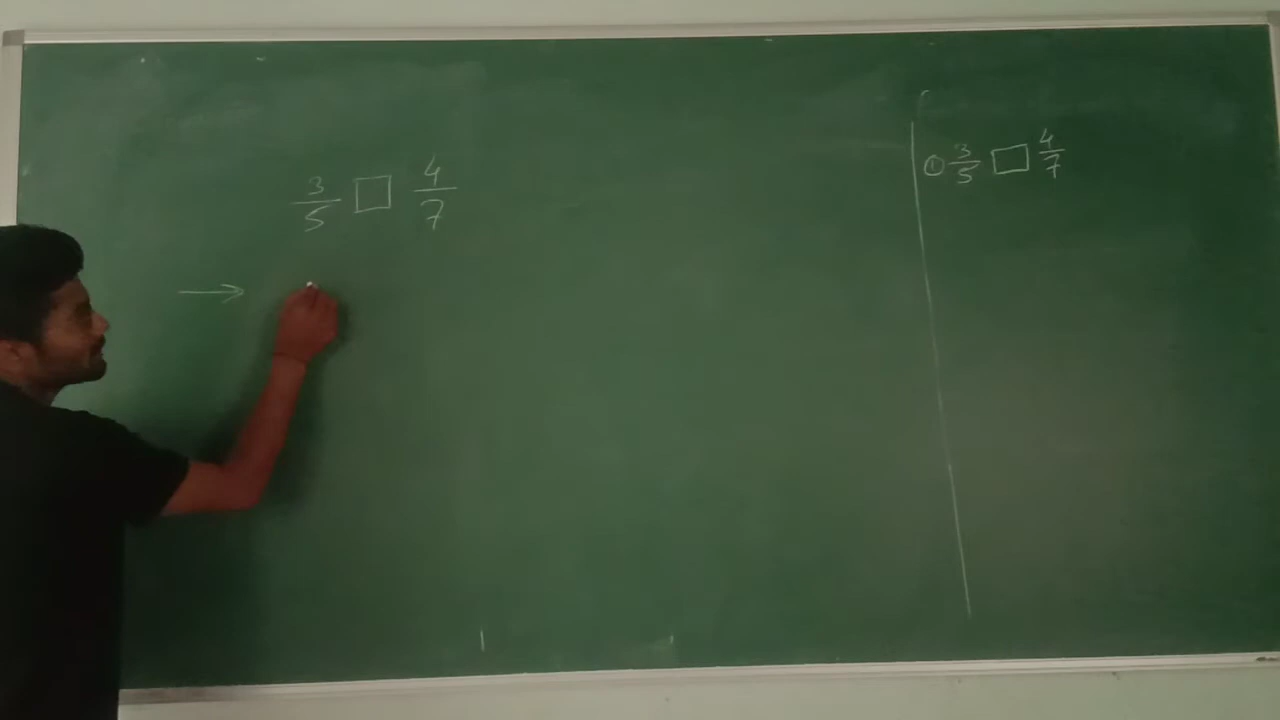 3/5 □ 4/7
→
① 3/5 □ 4/7